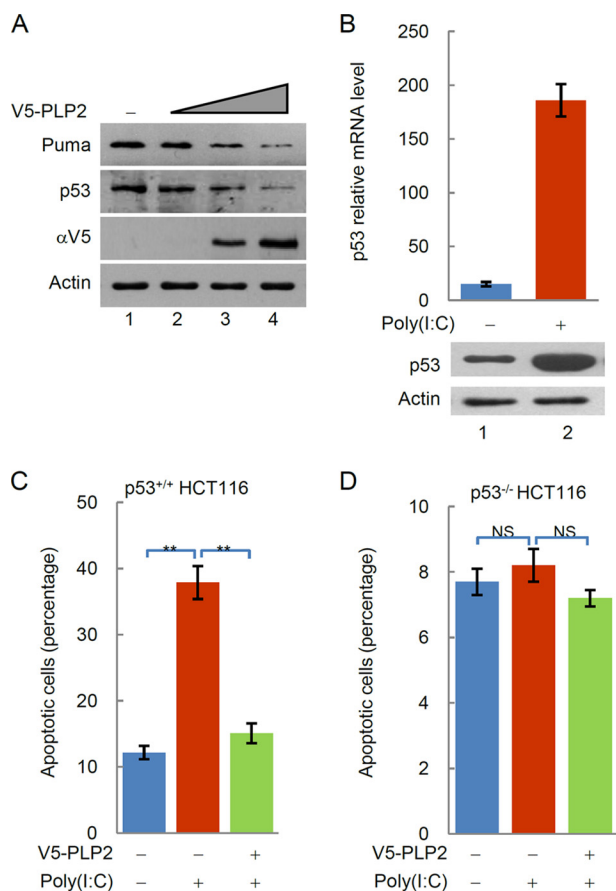 A
V5-PLP2 –
Puma
p53
αV5
Actin
1 2 3 4
B
p53 relative mRNA level
250
200
150
100
50
0
Poly(I:C) – +
p53
Actin
1 2
C
p53+/+ HCT116
Apoptotic cells (percentage)
50
40
30
20
10
0
** **
V5-PLP2 – – +
Poly(I:C) – + +
D
p53-/- HCT116
Apoptotic cells (percentage)
10
8
6
4
2
0
NS NS
V5-PLP2 – – +
Poly(I:C) – + +